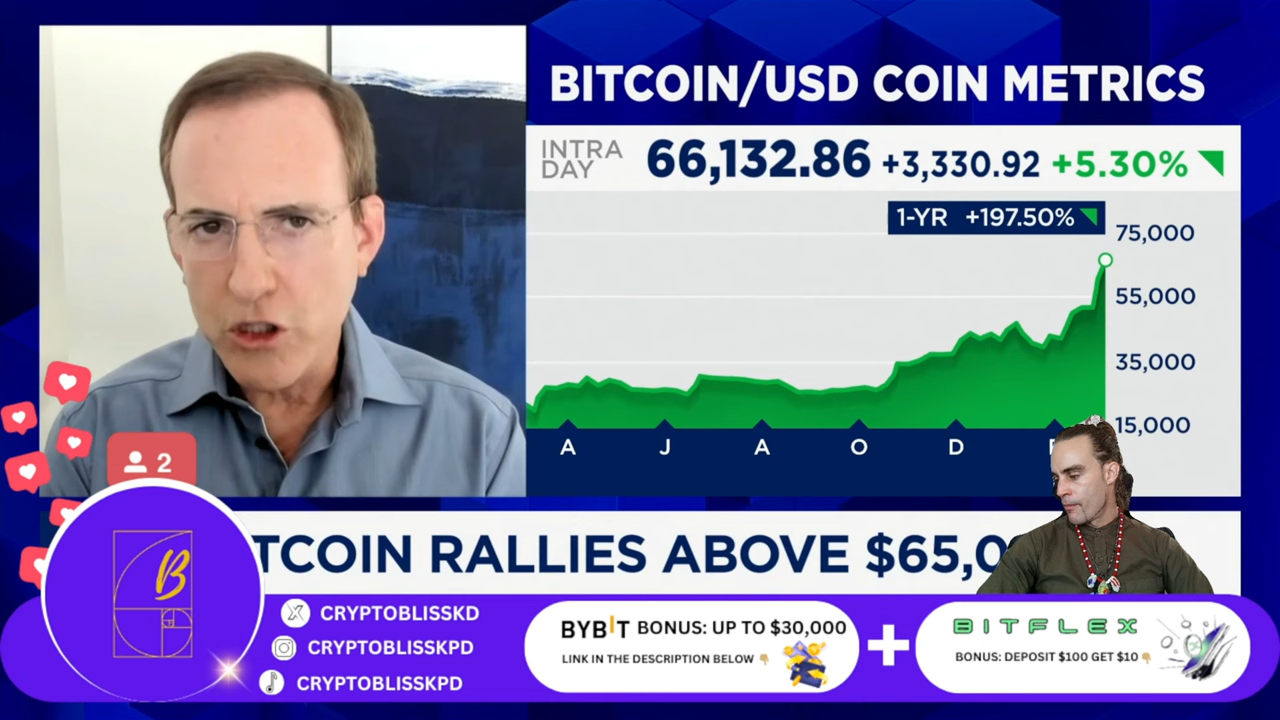 BITCOIN/USD COIN METRICS
INTRA DAY 66,132.86 +3,330.92 +5.30%
1-YR +197.50%
75,000
55,000
35,000
15,000
A J A O D
2
TCOIN RALLIES ABOVE $65,0
B
CRYPTOBLISSKD
CRYPTOBLISSKPD
CRYPTOBLISSKPD
BYBIT BONUS: UP TO $30,000
LINK IN THE DESCRIPTION BELOW
+
BITFLEX
BONUS: DEPOSIT $100 GET $10